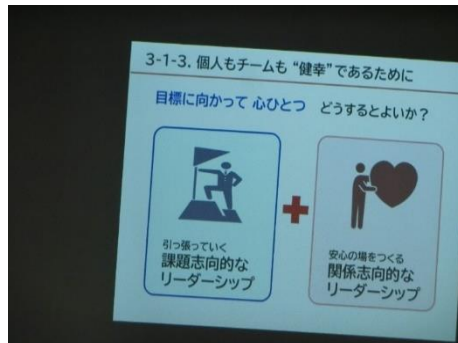 3-1-3. 個人もチームも “健幸”であるために
目標に向かって 心ひとつ どうするとよいか？
引っ張っていく
課題志向的な
リーダーシップ
安心の場をつくる
関係志向的な
リーダーシップ